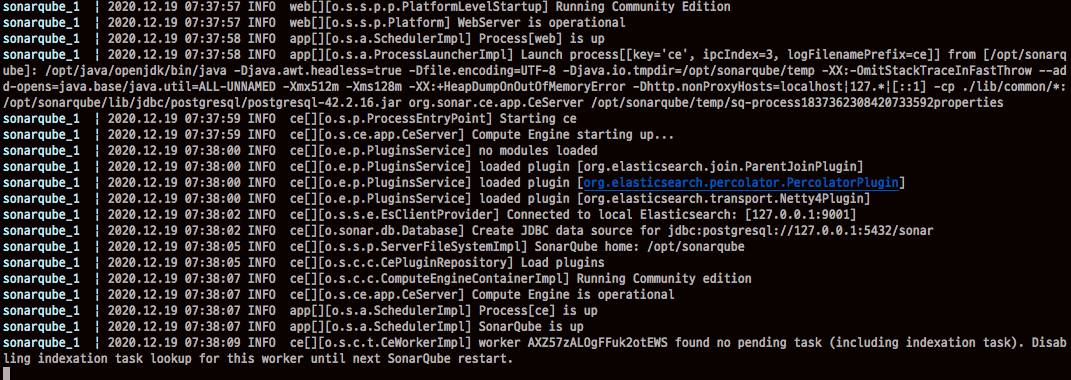 sonarqube_1  | 2020.12.19 07:37:57 INFO  web[][o.s.s.p.p.PlatformLevelStartup] Running Community Edition
sonarqube_1  | 2020.12.19 07:37:57 INFO  web[][o.s.s.p.Platform] WebServer is operational
sonarqube_1  | 2020.12.19 07:37:58 INFO  app[][o.s.a.SchedulerImpl] Process[web] is up
sonarqube_1  | 2020.12.19 07:37:58 INFO  app[][o.s.a.ProcessLauncherImpl] Launch process[[key='ce', ipcIndex=3, logFilenamePrefix=ce]] from [/opt/sonarq
ube]: /opt/java/openjdk/bin/java -Djava.awt.headless=true -Dfile.encoding=UTF-8 -Djava.io.tmpdir=/opt/sonarqube/temp -XX:-OmitStackTraceInFastThrow --ad
d-opens=java.base/java.util=ALL-UNNAMED -Xmx512m -Xms128m -XX:+HeapDumpOnOutOfMemoryError -Dhttp.nonProxyHosts=localhost|127.*|[::1] -cp ./lib/common/*:
/opt/sonarqube/lib/jdbc/postgresql/postgresql-42.2.16.jar org.sonar.ce.app.CeServer /opt/sonarqube/temp/sq-process1837362308420733592properties
sonarqube_1  | 2020.12.19 07:37:59 INFO  ce[][o.s.p.ProcessEntryPoint] Starting ce
sonarqube_1  | 2020.12.19 07:37:59 INFO  ce[][o.s.ce.app.CeServer] Compute Engine starting up...
sonarqube_1  | 2020.12.19 07:38:00 INFO  ce[][o.e.p.PluginsService] no modules loaded
sonarqube_1  | 2020.12.19 07:38:00 INFO  ce[][o.e.p.PluginsService] loaded plugin [org.elasticsearch.join.ParentJoinPlugin]
sonarqube_1  | 2020.12.19 07:38:00 INFO  ce[][o.e.p.PluginsService] loaded plugin [org.elasticsearch.percolator.PercolatorPlugin]
sonarqube_1  | 2020.12.19 07:38:00 INFO  ce[][o.e.p.PluginsService] loaded plugin [org.elasticsearch.transport.Netty4Plugin]
sonarqube_1  | 2020.12.19 07:38:02 INFO  ce[][o.s.s.e.EsClientProvider] Connected to local Elasticsearch: [127.0.0.1:9001]
sonarqube_1  | 2020.12.19 07:38:02 INFO  ce[][o.sonar.db.Database] Create JDBC data source for jdbc:postgresql://127.0.0.1:5432/sonar
sonarqube_1  | 2020.12.19 07:38:05 INFO  ce[][o.s.s.p.ServerFileSystemImpl] SonarQube home: /opt/sonarqube
sonarqube_1  | 2020.12.19 07:38:05 INFO  ce[][o.s.c.c.CePluginRepository] Load plugins
sonarqube_1  | 2020.12.19 07:38:07 INFO  ce[][o.s.c.c.ComputeEngineContainerImpl] Running Community edition
sonarqube_1  | 2020.12.19 07:38:07 INFO  ce[][o.s.ce.app.CeServer] Compute Engine is operational
sonarqube_1  | 2020.12.19 07:38:07 INFO  app[][o.s.a.SchedulerImpl] Process[ce] is up
sonarqube_1  | 2020.12.19 07:38:07 INFO  app[][o.s.a.SchedulerImpl] SonarQube is up
sonarqube_1  | 2020.12.19 07:38:09 INFO  ce[][o.s.c.t.CeWorkerImpl] worker AXZ57zALOgFFuk2otEWS found no pending task (including indexation task). Disab
ling indexation task lookup for this worker until next SonarQube restart.